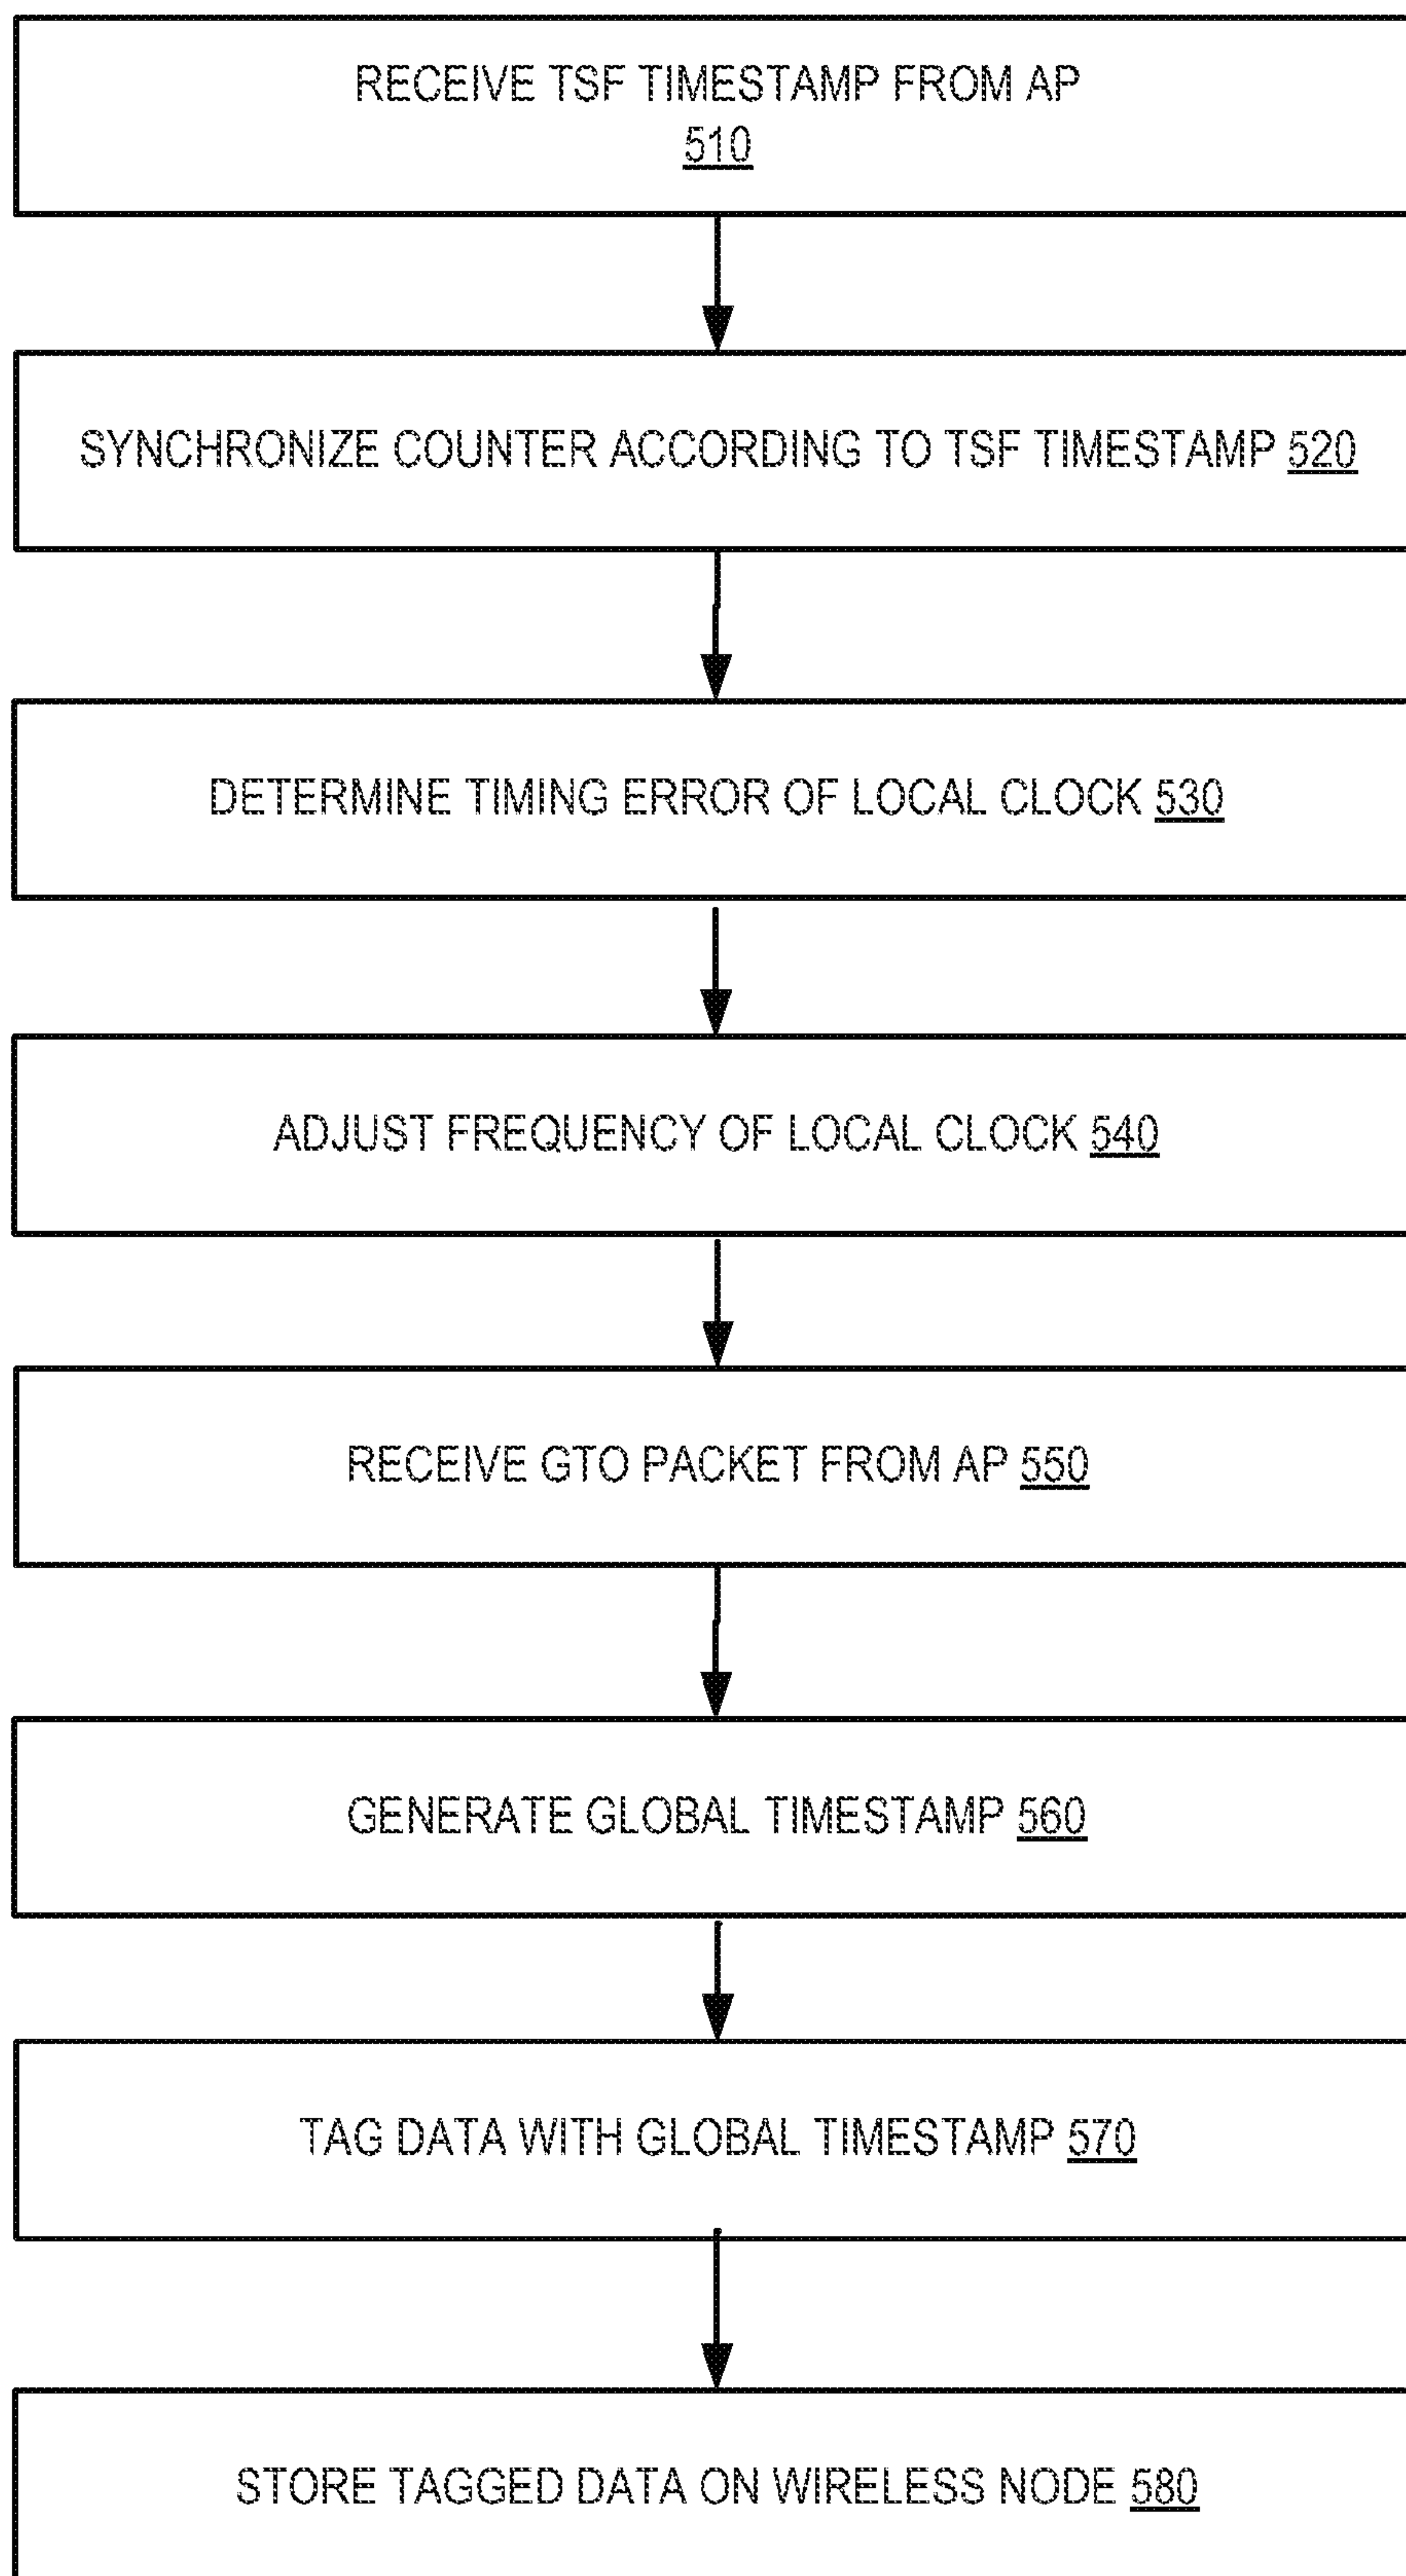 RECEIVE TSF TIMESTAMP FROM AP
510
SYNCHRONIZE COUNTER ACCORDING TO TSF TIMESTAMP 520
DETERMINE TIMING ERROR OF LOCAL CLOCK 530
ADJUST FREQUENCY OF LOCAL CLOCK 540
RECEIVE GTO PACKET FROM AP 550
GENERATE GLOBAL TIMESTAMP 560
TAG DATA WITH GLOBAL TIMESTAMP 570
STORE TAGGED DATA ON WIRELESS NODE 580